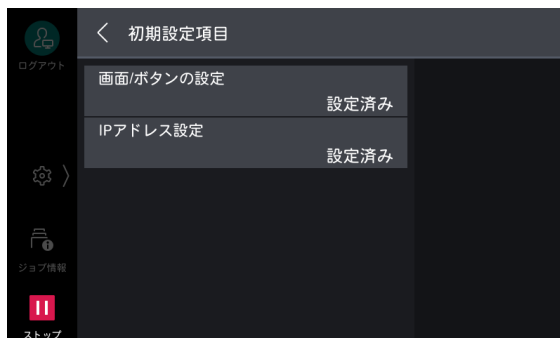 初期設定項目
ログアウト
画面/ボタンの設定
設定済み
IPアドレス設定
設定済み
ジョブ情報
ストップ